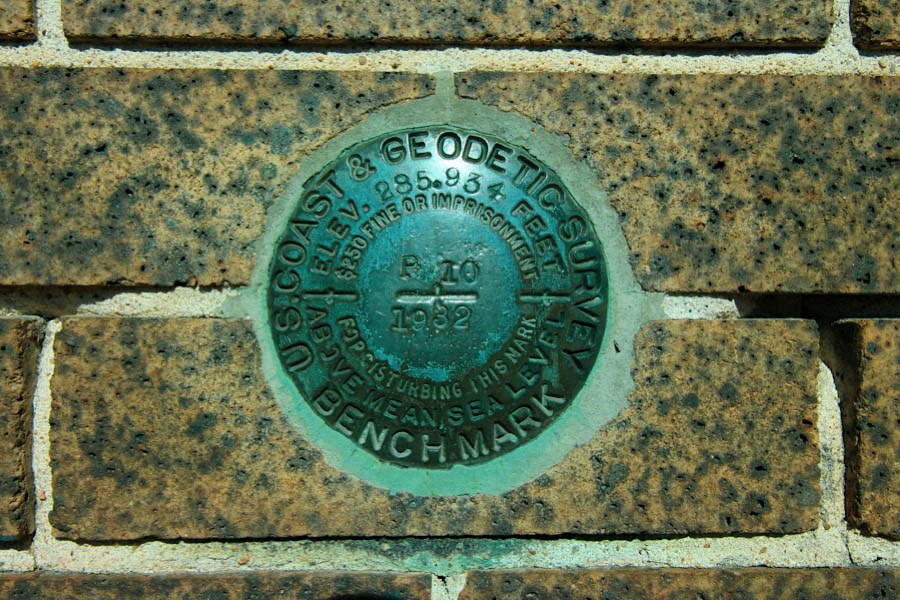 U.S. COAST & GEODETIC SURVEY
ELEV. 285.934 FEET
$250 FINE OR IMPRISONMENT
10
1932
FOR DISTURBING THIS MARK
ABOVE MEAN SEA LEVEL
BENCH MARK